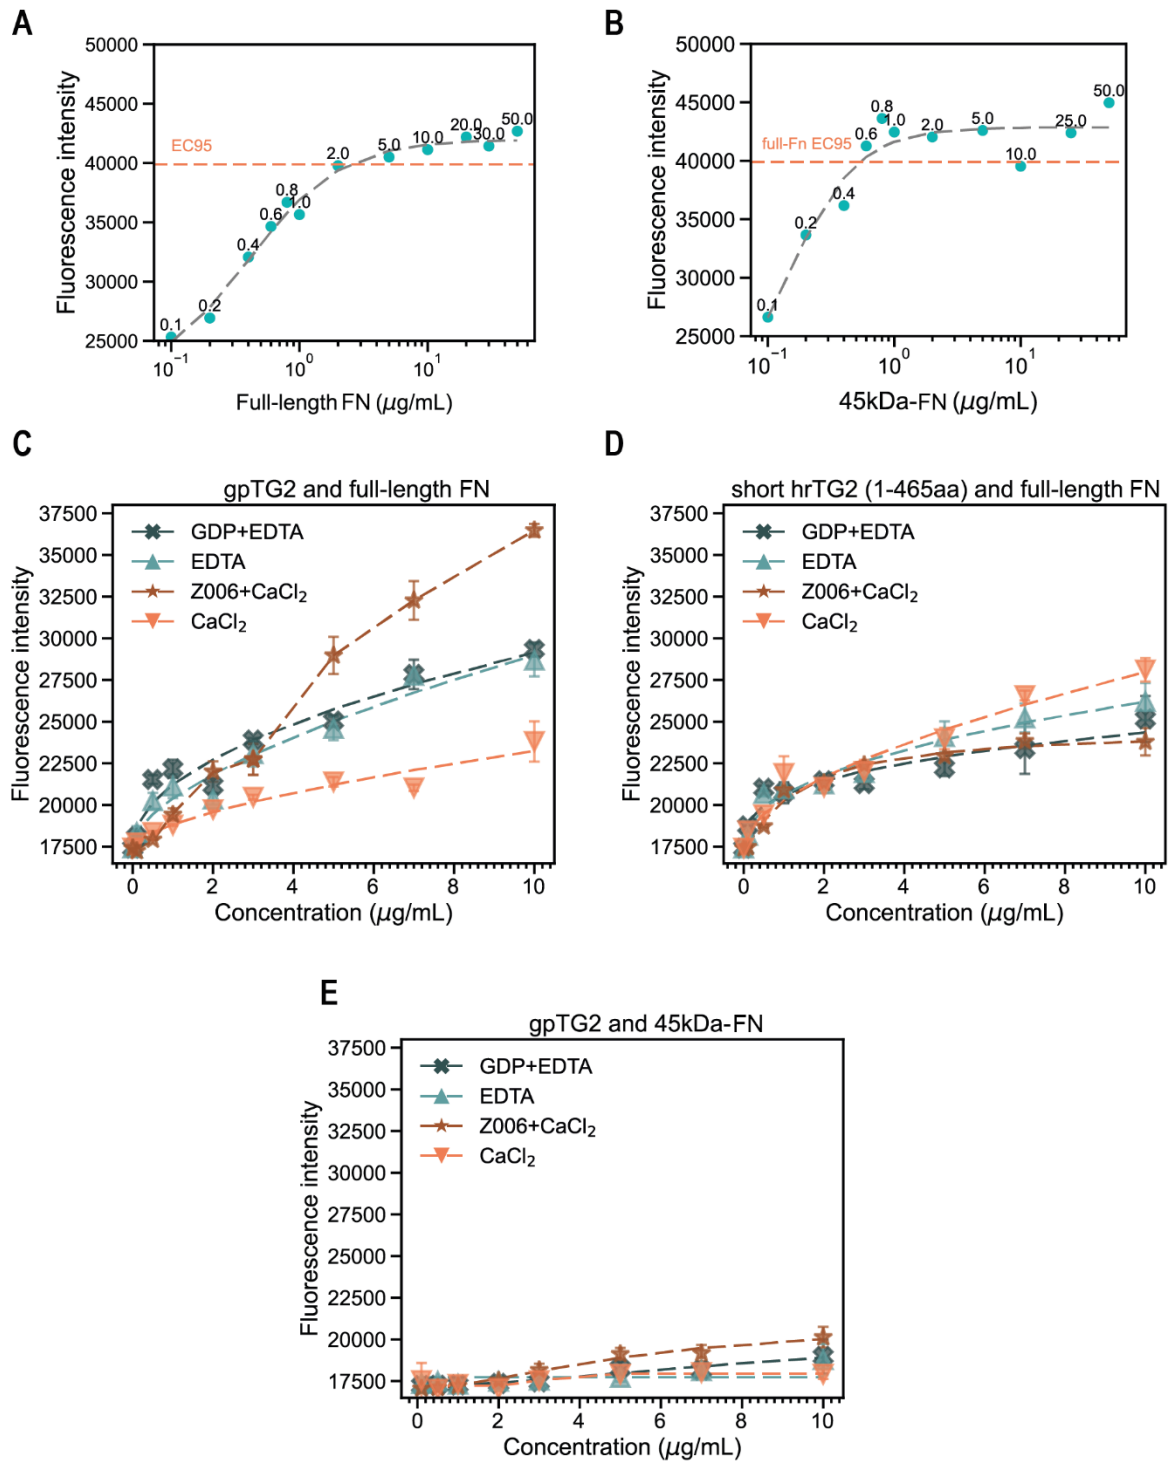 A
50000
45000
40000
35000
30000
25000
Fluorescence intensity
EC95
0.1
0.2
0.4
0.6
0.8
1.0
2.0
5.0
10.0
20.0
30.0
50.0
10⁻¹
10⁰
10¹
Full-length FN (μg/mL)
B
50000
45000
40000
35000
30000
25000
Fluorescence intensity
full-Fn EC95
0.1
0.2
0.4
0.6
0.8
1.0
2.0
5.0
10.0
25.0
50.0
10⁻¹
10⁰
10¹
45kDa-FN (μg/mL)
C
gpTG2 and full-length FN
37500
35000
32500
30000
27500
25000
22500
20000
17500
Fluorescence intensity
GDP+EDTA
EDTA
Z006+CaCl₂
CaCl₂
0 2 4 6 8 10
Concentration (μg/mL)
D
short hrTG2 (1-465aa) and full-length FN
37500
35000
32500
30000
27500
25000
22500
20000
17500
Fluorescence intensity
GDP+EDTA
EDTA
Z006+CaCl₂
CaCl₂
0 2 4 6 8 10
Concentration (μg/mL)
E
gpTG2 and 45kDa-FN
37500
35000
32500
30000
27500
25000
22500
20000
17500
Fluorescence intensity
GDP+EDTA
EDTA
Z006+CaCl₂
CaCl₂
0 2 4 6 8 10
Concentration (μg/mL)